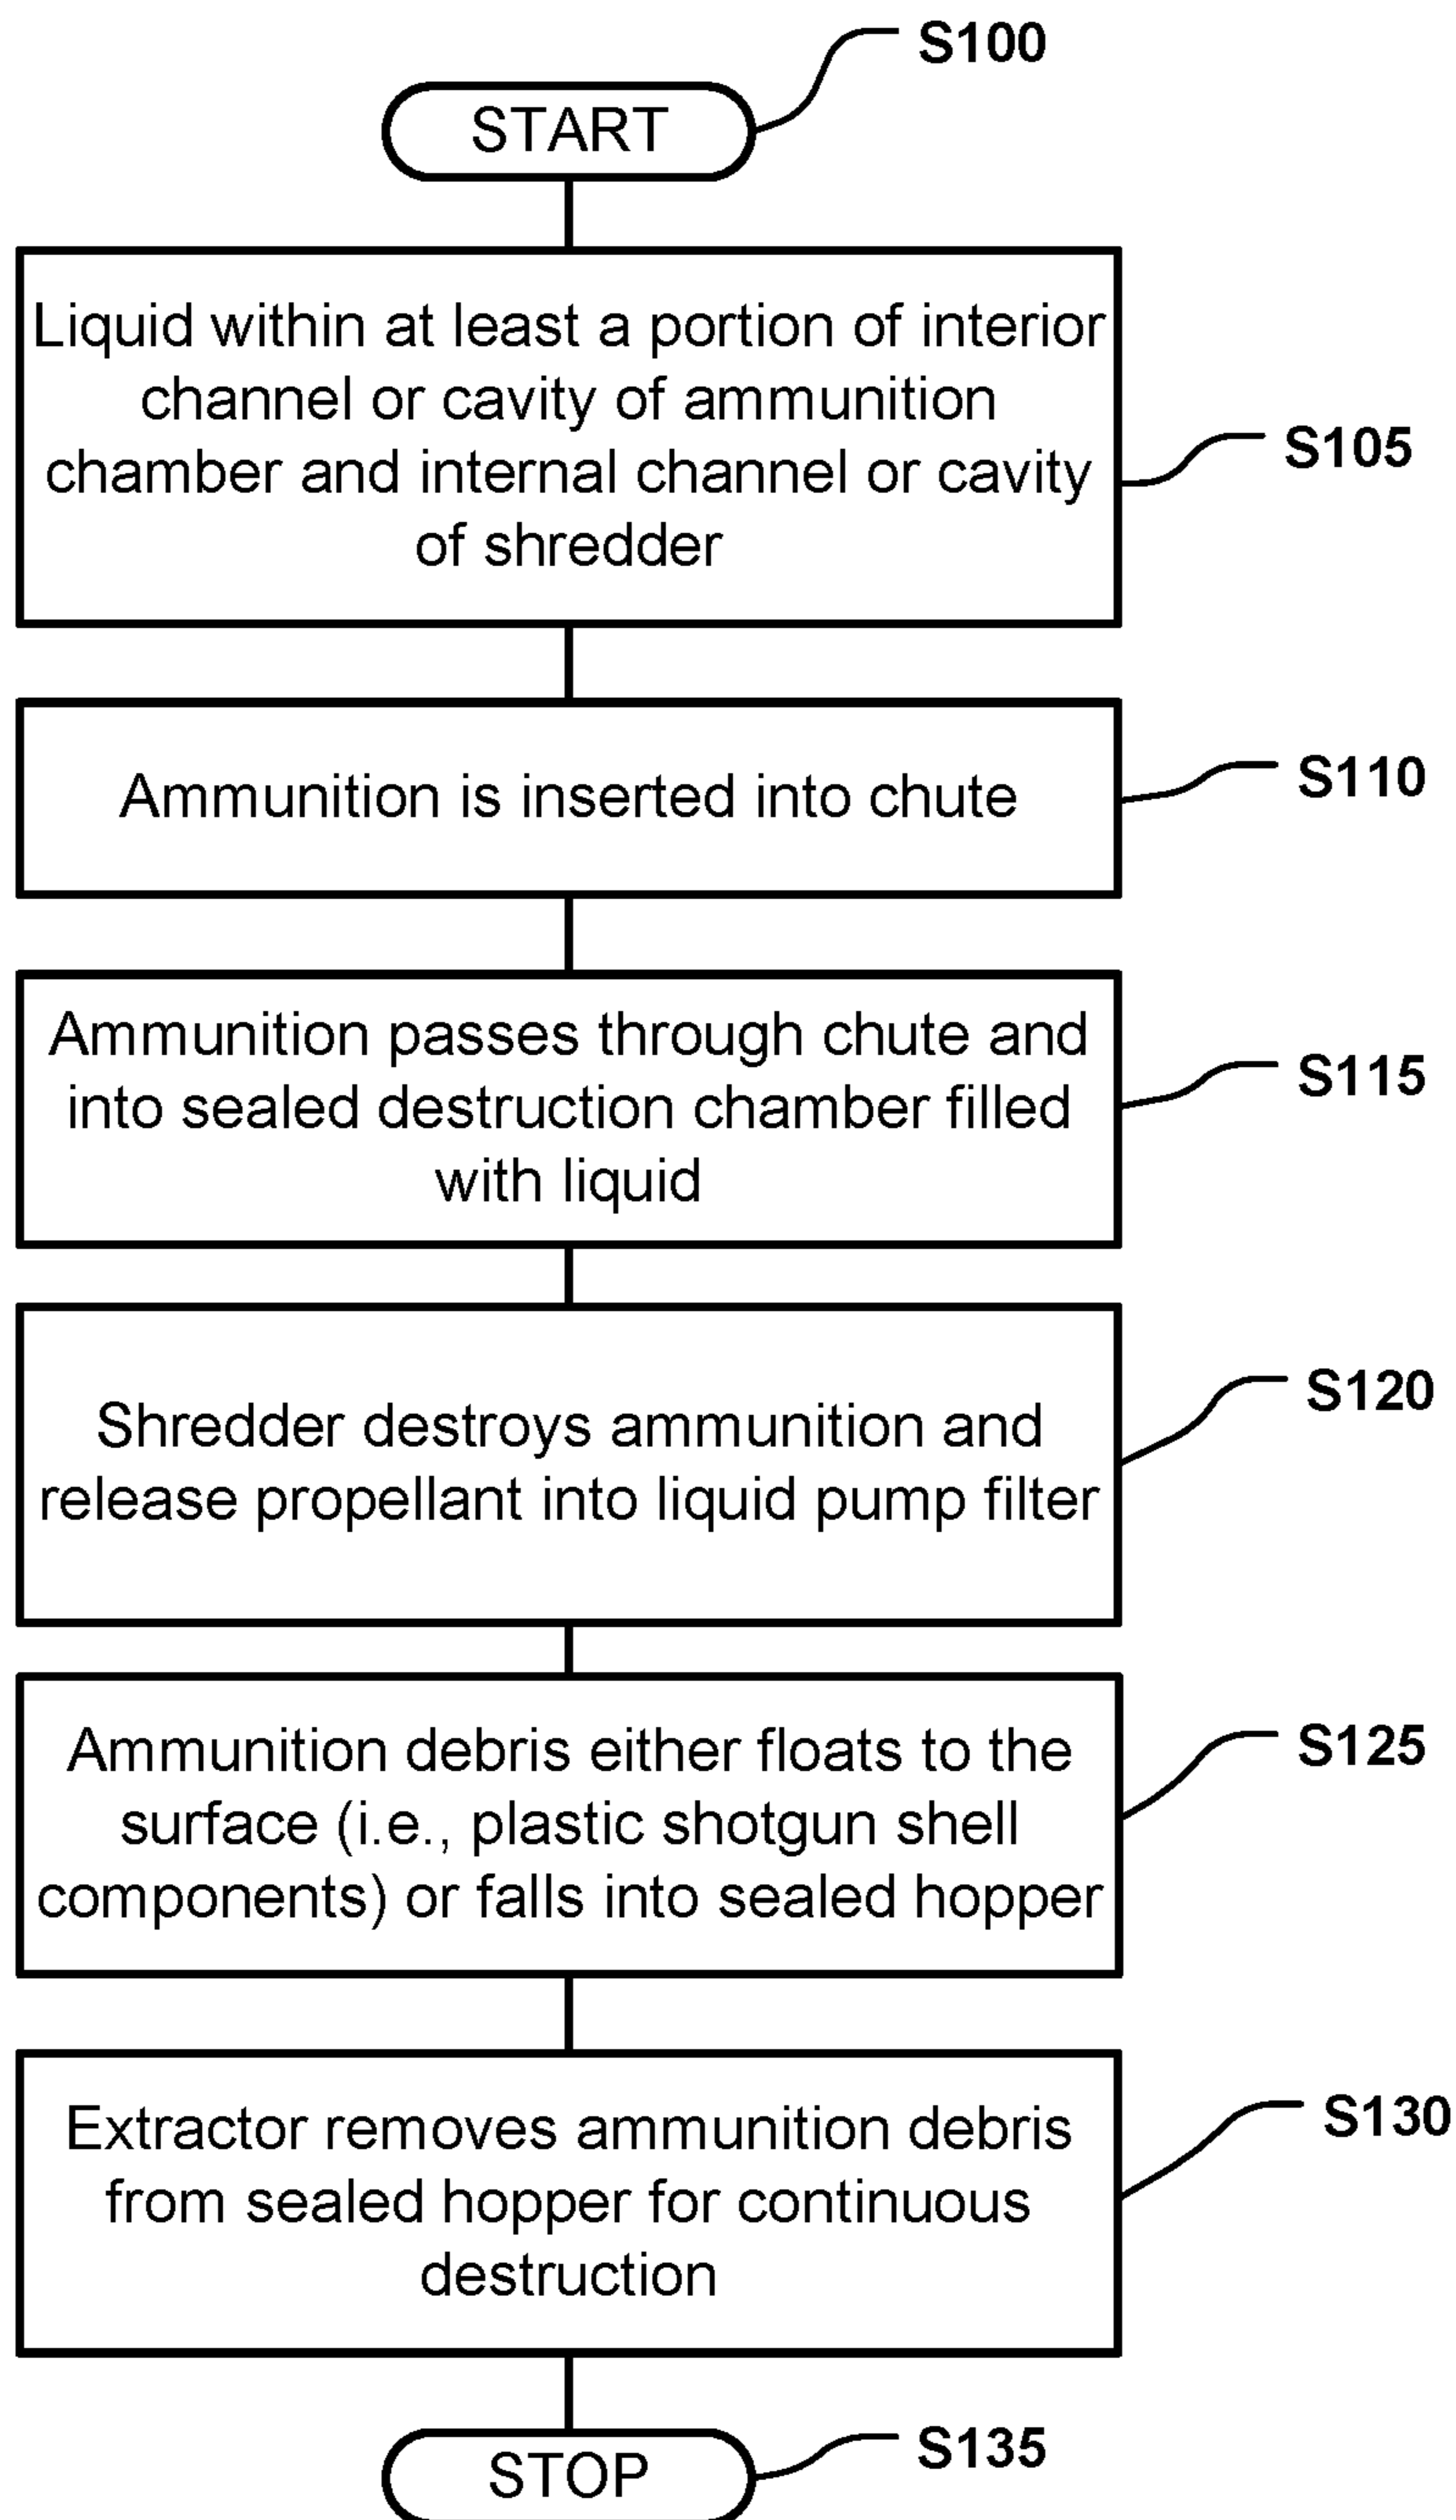 S100
START
Liquid within at least a portion of interior
channel or cavity of ammunition
chamber and internal channel or cavity
of shredder
S105
Ammunition is inserted into chute
S110
Ammunition passes through chute and
into sealed destruction chamber filled
with liquid
S115
Shredder destroys ammunition and
release propellant into liquid pump filter
S120
Ammunition debris either floats to the
surface (i.e., plastic shotgun shell
components) or falls into sealed hopper
S125
Extractor removes ammunition debris
from sealed hopper for continuous
destruction
S130
STOP
S135